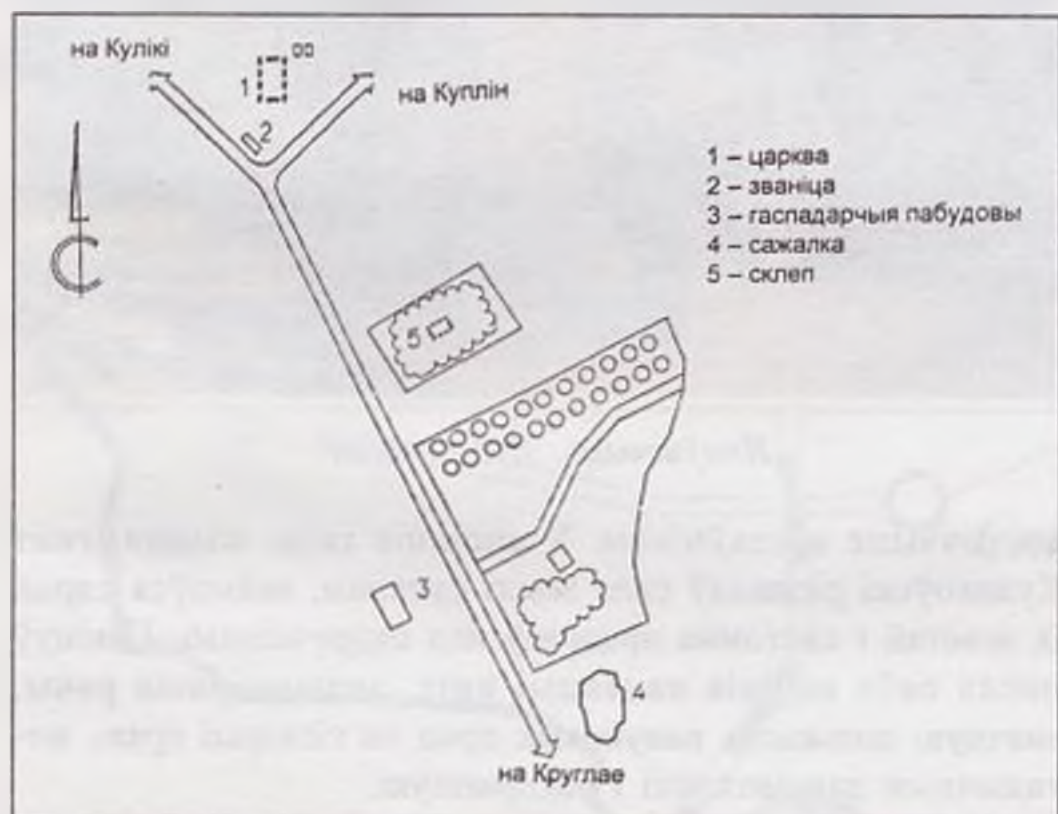 на Кулікі
1
2
на Куплін
1 – царква
2 – званіца
3 – гаспадарчыя пабудовы
4 – сажалка
5 – склеп
5
3
4
на Круглае